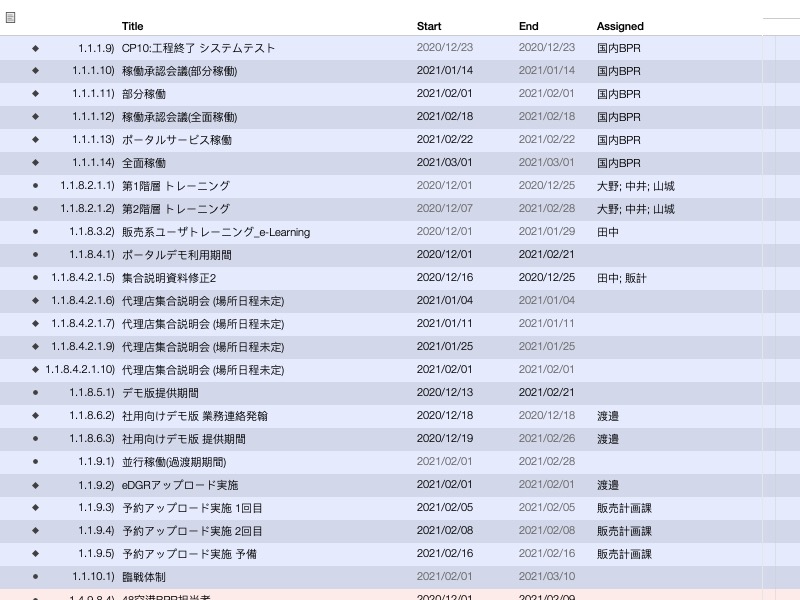 Title Start End Assigned
1.1.1.9) CP10:工程終了 システムテスト 2020/12/23 2020/12/23 国内BPR
1.1.1.10) 稼働承認会議(部分稼働) 2021/01/14 2021/01/14 国内BPR
1.1.1.11) 部分稼働 2021/02/01 2021/02/01 国内BPR
1.1.1.12) 稼働承認会議(全面稼働) 2021/02/18 2021/02/18 国内BPR
1.1.1.13) ポータルサービス稼働 2021/02/22 2021/02/22 国内BPR
1.1.1.14) 全面稼働 2021/03/01 2021/03/01 国内BPR
1.1.8.2.1.1) 第1階層 トレーニング 2020/12/01 2020/12/25 大野; 中井; 山城
1.1.8.2.1.2) 第2階層 トレーニング 2020/12/07 2021/02/28 大野; 中井; 山城
1.1.8.3.2) 販売系ユーザトレーニング_e-Learning 2020/12/01 2021/01/29 田中
1.1.8.4.1) ポータルデモ利用期間 2020/12/01 2021/02/21
1.1.8.4.2.1.5) 集合説明資料修正2 2020/12/16 2020/12/25 田中; 販計
1.1.8.4.2.1.6) 代理店集合説明会 (場所日程未定) 2021/01/04 2021/01/04
1.1.8.4.2.1.7) 代理店集合説明会 (場所日程未定) 2021/01/11 2021/01/11
1.1.8.4.2.1.9) 代理店集合説明会 (場所日程未定) 2021/01/25 2021/01/25
1.1.8.4.2.1.10) 代理店集合説明会 (場所日程未定) 2021/02/01 2021/02/01
1.1.8.5.1) デモ版提供期間 2020/12/13 2021/02/21
1.1.8.6.2) 社用向けデモ版 業務連絡発翰 2020/12/18 2020/12/18 渡邉
1.1.8.6.3) 社用向けデモ版 提供期間 2020/12/19 2021/02/26 渡邉
1.1.9.1) 並行稼働(過渡期期間) 2021/02/01 2021/02/28
1.1.9.2) eDGRアップロード実施 2021/02/01 2021/02/01 渡邉
1.1.9.3) 予約アップロード実施 1回目 2021/02/05 2021/02/05 販売計画課
1.1.9.4) 予約アップロード実施 2回目 2021/02/08 2021/02/08 販売計画課
1.1.9.5) 予約アップロード実施 予備 2021/02/16 2021/02/16 販売計画課
1.1.10.1) 臨戦体制 2021/02/01 2021/03/10